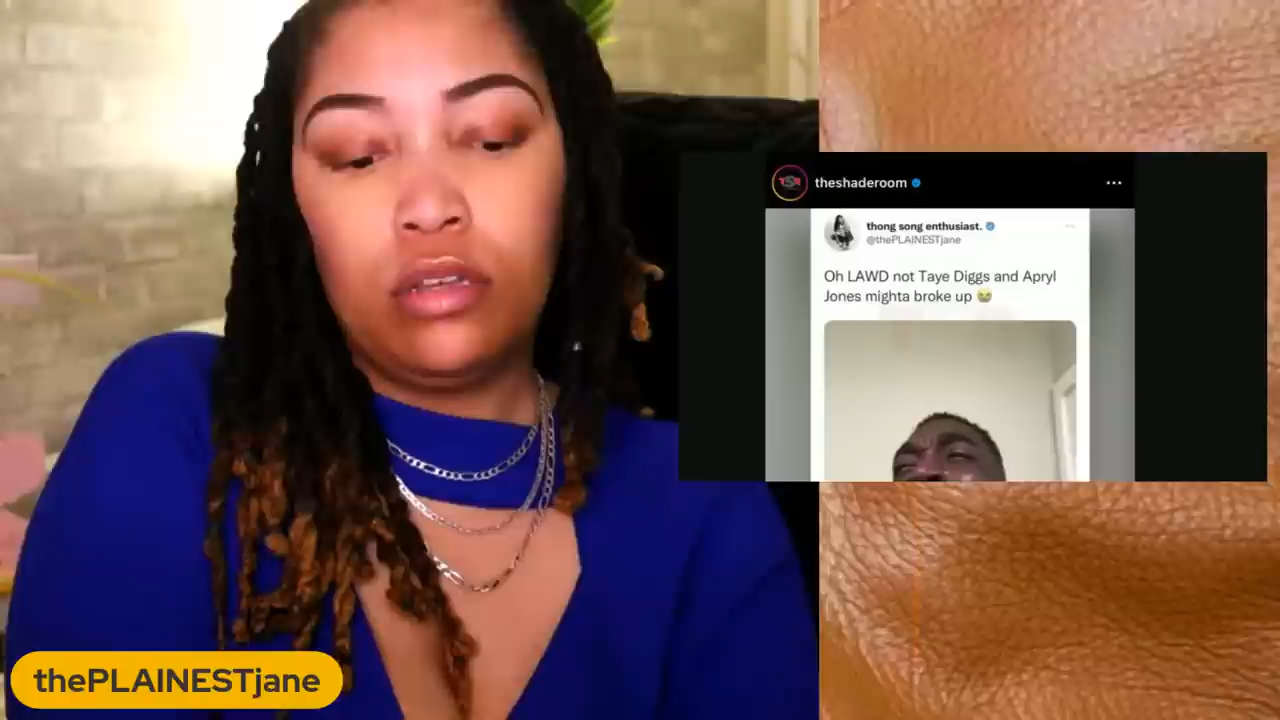 theshaderoom
thong song enthusiast.
@thePLAINESTjane
Oh LAWD not Taye Diggs and Apryl
Jones mighta broke up 😭
thePLAINESTjane